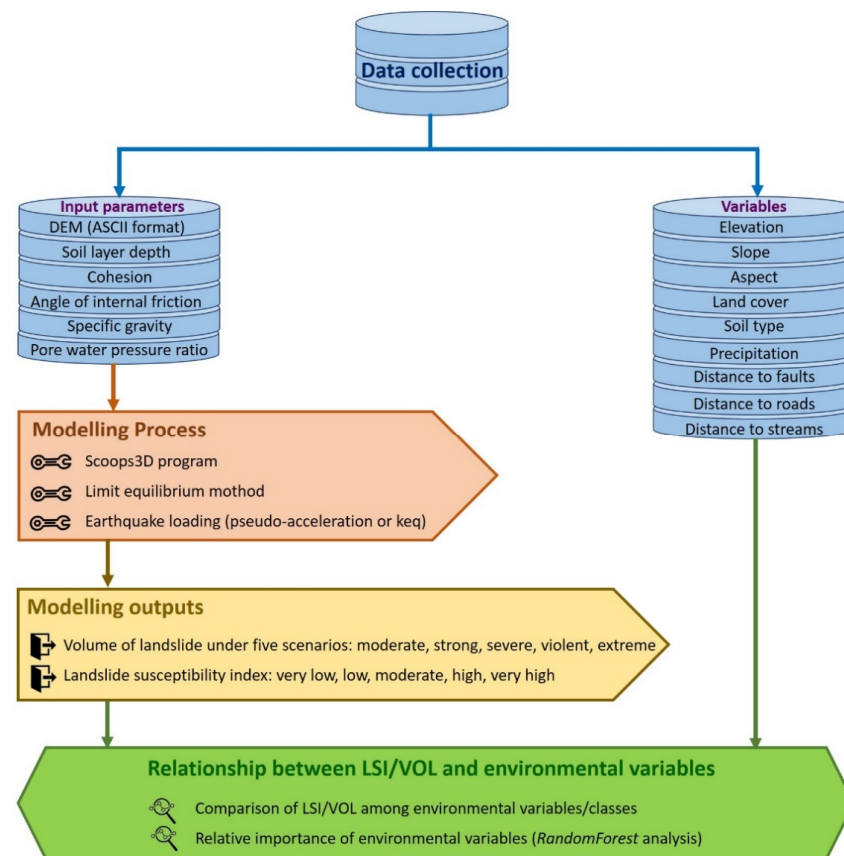 Data collection
Input parameters
DEM (ASCII format)
Soil layer depth
Cohesion
Angle of internal friction
Specific gravity
Pore water pressure ratio
Variables
Elevation
Slope
Aspect
Land cover
Soil type
Precipitation
Distance to faults
Distance to roads
Distance to streams
Modelling Process
Scoops3D program
Limit equilibrium mothod
Earthquake loading (pseudo-acceleration or keq)
Modelling outputs
Volume of landslide under five scenarios: moderate, strong, severe, violent, extreme
Landslide susceptibility index: very low, low, moderate, high, very high
Relationship between LSI/VOL and environmental variables
Comparison of LSI/VOL among environmental variables/classes
Relative importance of environmental variables (RandomForest analysis)